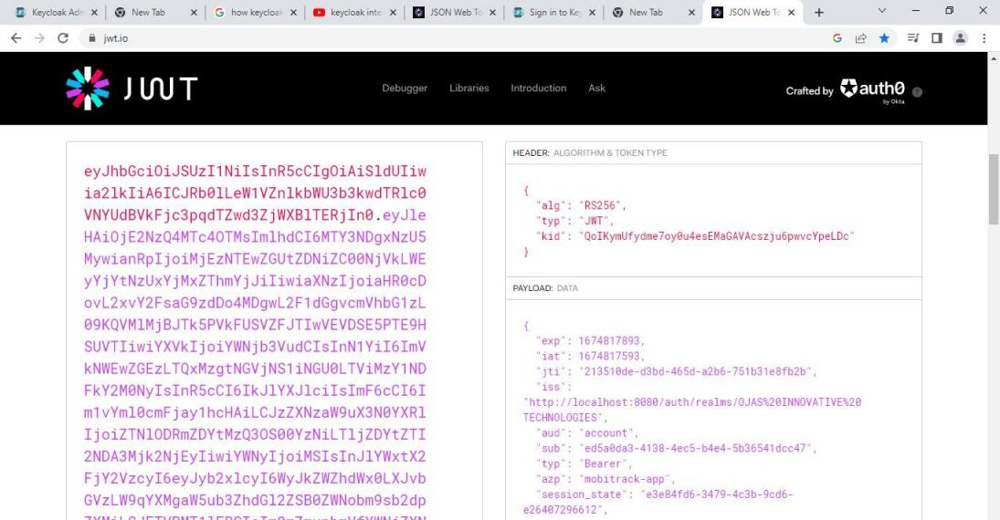 Keycloak Adm
New Tab
how keycloak
keycloak inte
JSON Web To
Sign in to Key
New Tab
JSON Web To
jwt.io
JWT
Debugger
Libraries
Introduction
Ask
Crafted by auth0
by Okta
eyJhbGciOiJSUzI1NiIsInR5cCIgOiAiSldUIiw
ia2lkIiA6ICJRb0lLeW1VZnlkbWU3b3kwdTRlc0
VNYUdBVkFjc3pqdTZwd3ZjWXBlTERjIn0.eyJle
HAiOjE2NzQ4MTc4OTMsImlhdCI6MTY3NDgxNzU5
MywianRpIjoiMjEzNTEwZGUtZDNiZC00NjVkLWE
yYjYtNzUxYjMxZThmYjJiIiwiaXNzIjoiaHR0cD
ovL2xvY2FsaG9zdDo4MDgwL2F1dGgvcmVhbG1zL
09KQVMlMjBJTk5PVkFUSVZFJTIwVEVDSE5PTE9H
SUVTIiwiYXVkIjoiYWNjb3VudCIsInN1YiI6ImV
kNWEwZGEzLTQxMzgtNGVjNS1iNGU0LTViMzY1ND
FkY2M0NyIsInR5cCI6IkJlYXJlciIsImF6cCI6I
m1vYml0cmFjay1hcHAiLCJzZXNzaW9uX3N0YXRl
IjoiZTNlODRmZDYtMzQ3OS00YzNiLTljZDYtZTI
2NDA3Mjk2NjEyIiwiYWNyIjoiMSIsInJlYWxtX2
FjY2VzcyI6eyJyb2xlcyI6WyJkZWZhdWx0LXJvb
GVzLW9qYXMgaW5ub3ZhdGl2ZSB0ZWNobm9sb2dp
HEADER: ALGORITHM & TOKEN TYPE
{
"alg": "RS256",
"typ": "JWT",
"kid": "QoIKymUfydme7oy0u4esEMaGAVAcszju6pwvcYpeLDc"
}
PAYLOAD: DATA
{
"exp": 1674817893,
"iat": 1674817593,
"jti": "213510de-d3bd-465d-a2b6-751b31e8fb2b",
"iss":
"http://localhost:8080/auth/realms/OJAS%20INNOVATIVE%20
TECHNOLOGIES",
"aud": "account",
"sub": "ed5a0da3-4138-4ec5-b4e4-5b36541dcc47",
"typ": "Bearer",
"azp": "mobitrack-app",
"session_state": "e3e84fd6-3479-4c3b-9cd6-
e26407296612",